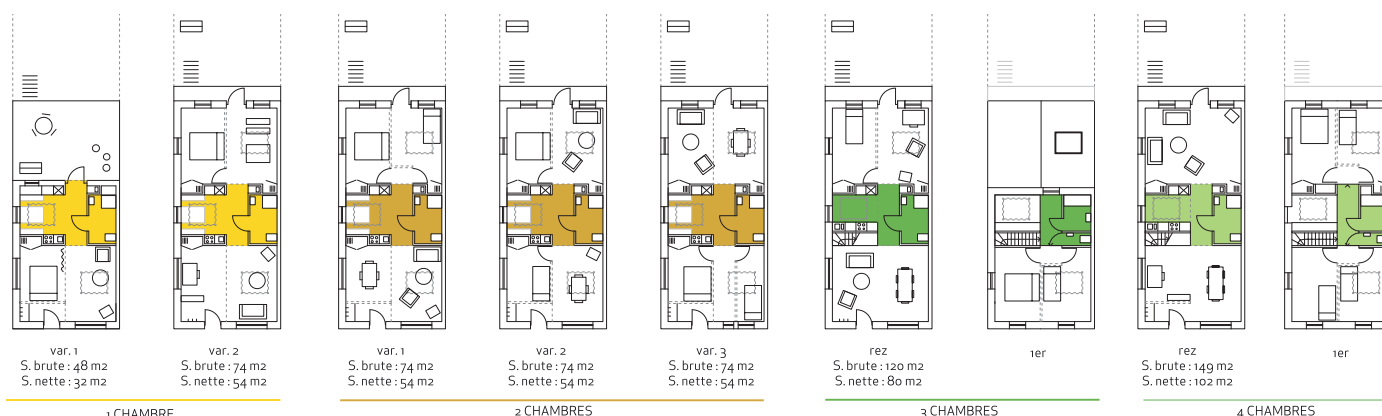 var. 1
S. brute : 48 m2
S. nette : 32 m2
var. 2
S. brute : 74 m2
S. nette : 54 m2
1 CHAMBRE
var. 1
S. brute : 74 m2
S. nette : 54 m2
var. 2
S. brute : 74 m2
S. nette : 54 m2
var. 3
S. brute : 74 m2
S. nette : 54 m2
2 CHAMBRES
rez
S. brute : 120 m2
S. nette : 80 m2
1er
3 CHAMBRES
rez
S. brute : 149 m2
S. nette : 102 m2
1er
4 CHAMBRES